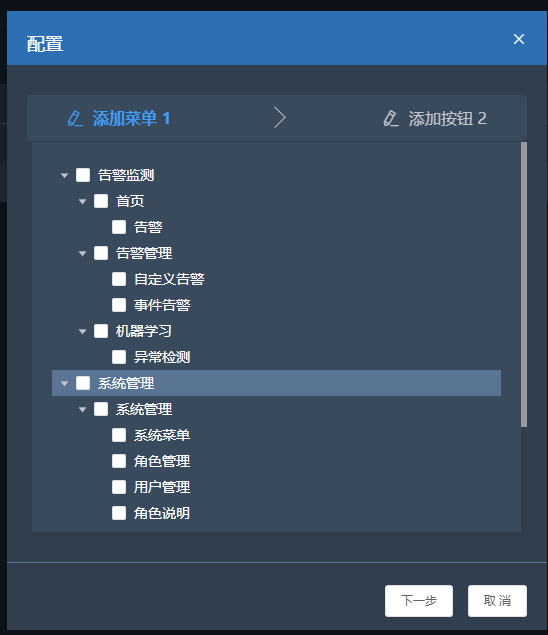 配置
添加菜单 1
添加按钮 2
告警监测
首页
告警
告警管理
自定义告警
事件告警
机器学习
异常检测
系统管理
系统管理
系统菜单
角色管理
用户管理
角色说明
下一步 取 消